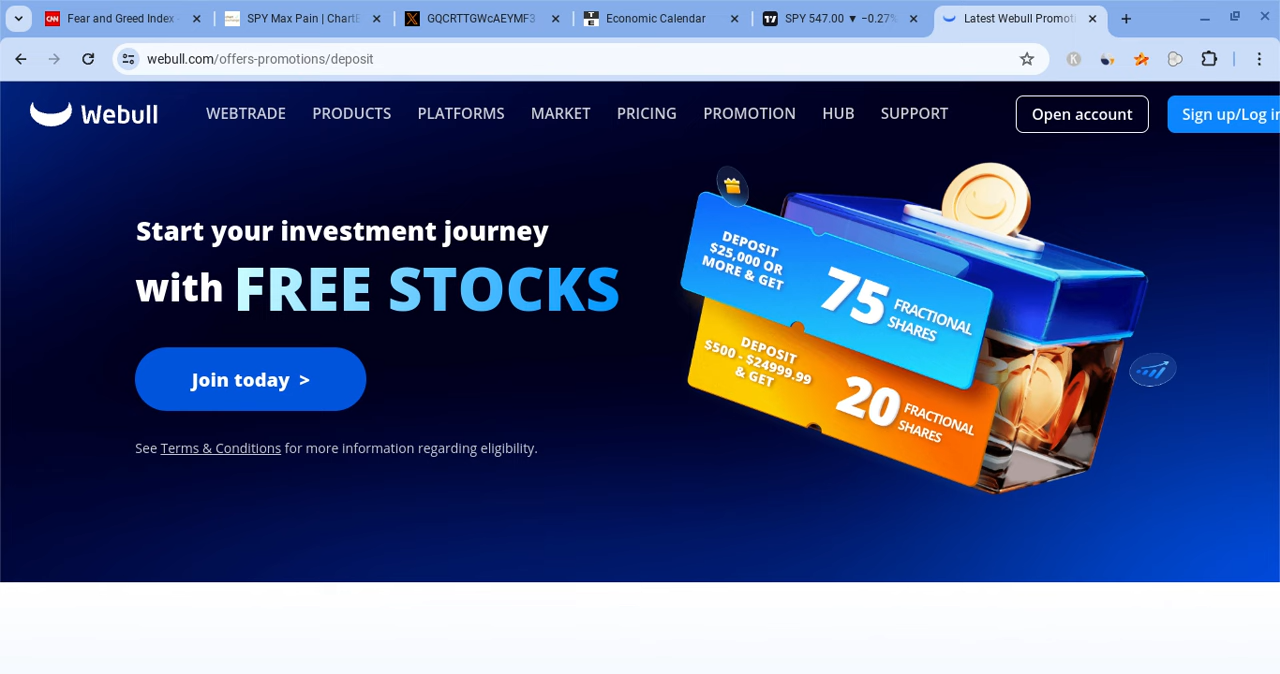 Fear and Greed Index
SPY Max Pain | Chart
GQCRTTGWcAEYMF3
Economic Calendar
SPY 547.00 ▼ −0.27%
Latest Webull Promoti
webull.com/offers-promotions/deposit
Webull
WEBTRADE
PRODUCTS
PLATFORMS
MARKET
PRICING
PROMOTION
HUB
SUPPORT
Open account
Sign up/Log in
Start your investment journey
with FREE STOCKS
Join today >
See Terms & Conditions for more information regarding eligibility.
DEPOSIT
$25,000 OR
MORE & GET
75
FRACTIONAL
SHARES
DEPOSIT
$500 - $24999.99
& GET
20
FRACTIONAL
SHARES